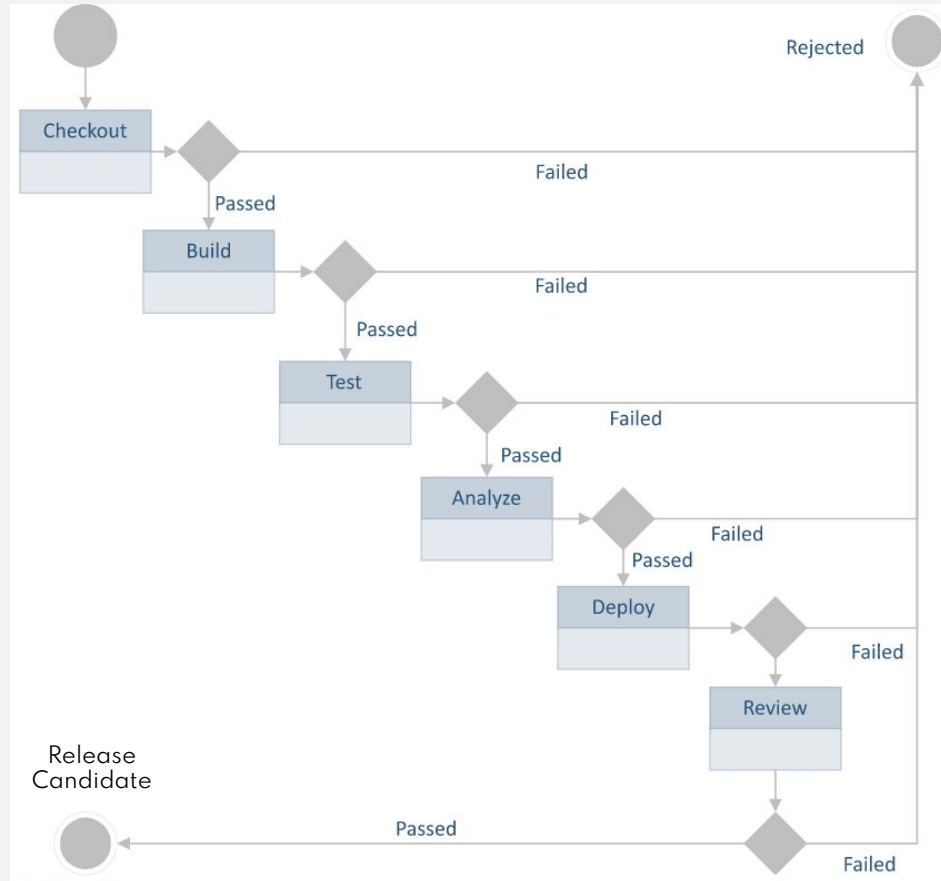 Rejected
Checkout
Failed
Passed
Build
Failed
Passed
Test
Failed
Passed
Analyze
Failed
Passed
Deploy
Failed
Review
Release
Candidate
Passed
Failed